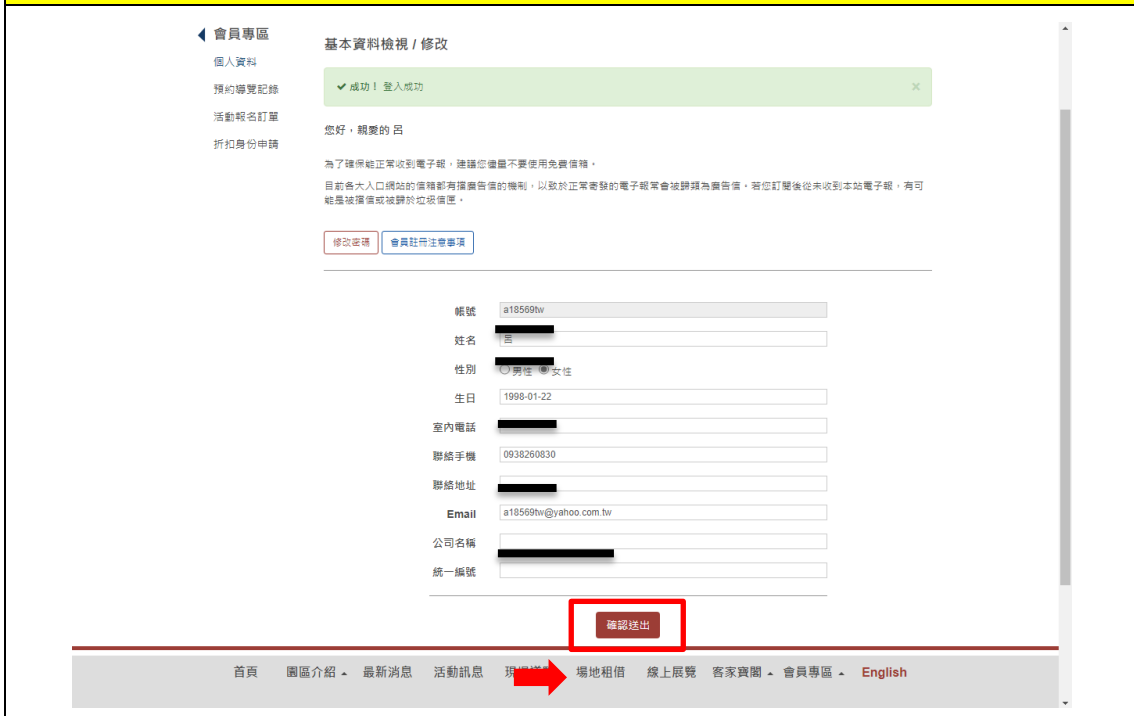 會員專區
個人資料
預約導覽記錄
活動報名訂單
折扣身份申請
基本資料檢視 / 修改
成功！ 登入成功
×
您好，親愛的 呂
為了確保能正常收到電子報，建議您儘量不要使用免費信箱。
目前各大入口網站的信箱都有擋廣告信的機制，以致於正常寄發的電子報常會被歸類為廣告信。若您訂閱後從未收到本站電子報，有可
能是被擋信或被歸於垃圾信匣。
修改密碼 會員註冊注意事項
帳號 a18569tw
姓名 呂
性別 男性 女性
生日 1998-01-22
室內電話
聯絡手機 0938260830
聯絡地址
Email a18569tw@yahoo.com.tw
公司名稱
統一編號
確認送出
首頁 園區介紹 最新消息 活動訊息 場地租借 線上展覽 客家寶閣 會員專區 English